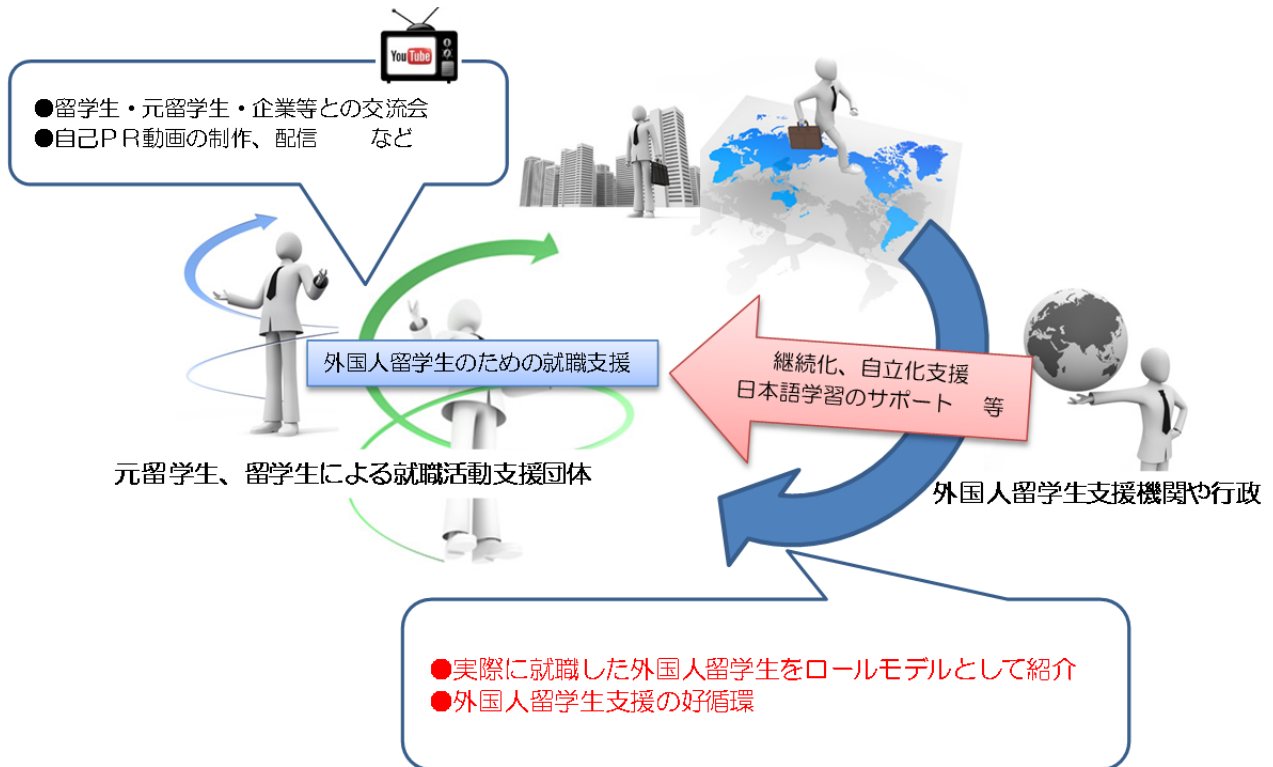 You Tube
●留学生・元留学生・企業等との交流会
●自己ＰＲ動画の制作、配信　　など
外国人留学生のための就職支援
継続化、自立化支援
日本語学習のサポート　等
元留学生、留学生による就職活動支援団体
外国人留学生支援機関や行政
●実際に就職した外国人留学生をロールモデルとして紹介
●外国人留学生支援の好循環